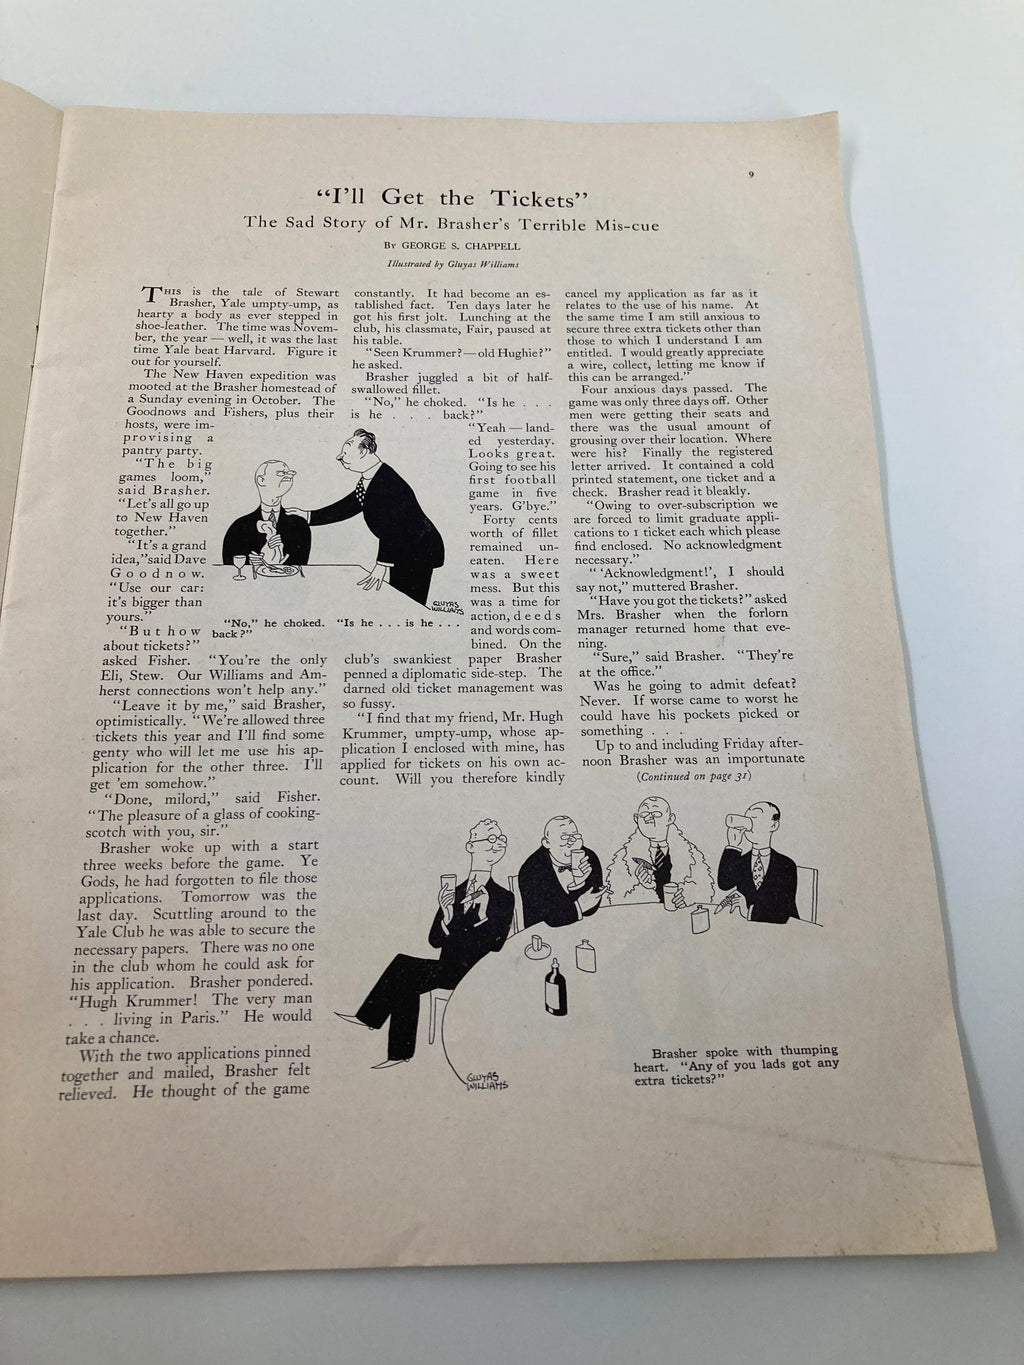 9
“I’ll Get the Tickets”
The Sad Story of Mr. Brasher’s Terrible Mis-cue
By GEORGE S. CHAPPELL
Illustrated by Gluyas Williams
THIS is the tale of Stewart
Brasher, Yale umpty-ump, as
hearty a body as ever stepped in
shoe-leather. The time was Novem-
ber, the year — well, it was the last
time Yale beat Harvard. Figure it
out for yourself.
The New Haven expedition was
mooted at the Brasher homestead of
a Sunday evening in October. The
Goodnows and Fishers, plus their
hosts, were im-
provising a
pantry party.
“The big
games loom,”
said Brasher.
“Let’s all go up
to New Haven
together.”
“It’s a grand
idea,”said Dave
Goodnow.
“Use our car:
it’s bigger than
yours.”
“But how
about tickets?”
asked Fisher. “You’re the only
Eli, Stew. Our Williams and Am-
herst connections won’t help any.”
“Leave it by me,” said Brasher,
optimistically. “We’re allowed three
tickets this year and I’ll find some
genty who will let me use his ap-
plication for the other three. I’ll
get ’em somehow.”
“Done, milord,” said Fisher.
“The pleasure of a glass of cooking-
scotch with you, sir.”
Brasher woke up with a start
three weeks before the game. Ye
Gods, he had forgotten to file those
applications. Tomorrow was the
last day. Scuttling around to the
Yale Club he was able to secure the
necessary papers. There was no one
in the club whom he could ask for
his application. Brasher pondered.
“Hugh Krummer! The very man
. . . living in Paris.” He would
take a chance.
With the two applications pinned
together and mailed, Brasher felt
relieved. He thought of the game
constantly. It had become an es-
tablished fact. Ten days later he
got his first jolt. Lunching at the
club, his classmate, Fair, paused at
his table.
“Seen Krummer?—old Hughie?”
he asked.
Brasher juggled a bit of half-
swallowed fillet.
“No,” he choked. “Is he . . .
is he . . . back?”
“Yeah — land-
ed yesterday.
Looks great.
Going to see his
first football
game in five
years. G’bye.”
Forty cents
worth of fillet
remained un-
eaten. Here
was a sweet
mess. But this
was a time for
action, deeds
and words com-
bined. On the
club’s swankiest paper Brasher
penned a diplomatic side-step. The
darned old ticket management was
so fussy.
“I find that my friend, Mr. Hugh
Krummer, umpty-ump, whose ap-
plication I enclosed with mine, has
applied for tickets on his own ac-
count. Will you therefore kindly
GLUYAS
WILLIAMS
“No,” he choked. “Is he . . . is he . . .
back?”
cancel my application as far as it
relates to the use of his name. At
the same time I am still anxious to
secure three extra tickets other than
those to which I understand I am
entitled. I would greatly appreciate
a wire, collect, letting me know if
this can be arranged.”
Four anxious days passed. The
game was only three days off. Other
men were getting their seats and
there was the usual amount of
grousing over their location. Where
were his? Finally the registered
letter arrived. It contained a cold
printed statement, one ticket and a
check. Brasher read it bleakly.
“Owing to over-subscription we
are forced to limit graduate appli-
cations to 1 ticket each which please
find enclosed. No acknowledgment
necessary.”
“ ‘Acknowledgment!’, I should
say not,” muttered Brasher.
“Have you got the tickets?” asked
Mrs. Brasher when the forlorn
manager returned home that eve-
ning.
“Sure,” said Brasher. “They’re
at the office.”
Was he going to admit defeat?
Never. If worse came to worst he
could have his pockets picked or
something . . .
Up to and including Friday after-
noon Brasher was an importunate
(Continued on page 31)
GLUYAS
WILLIAMS
Brasher spoke with thumping
heart. “Any of you lads got any
extra tickets?”